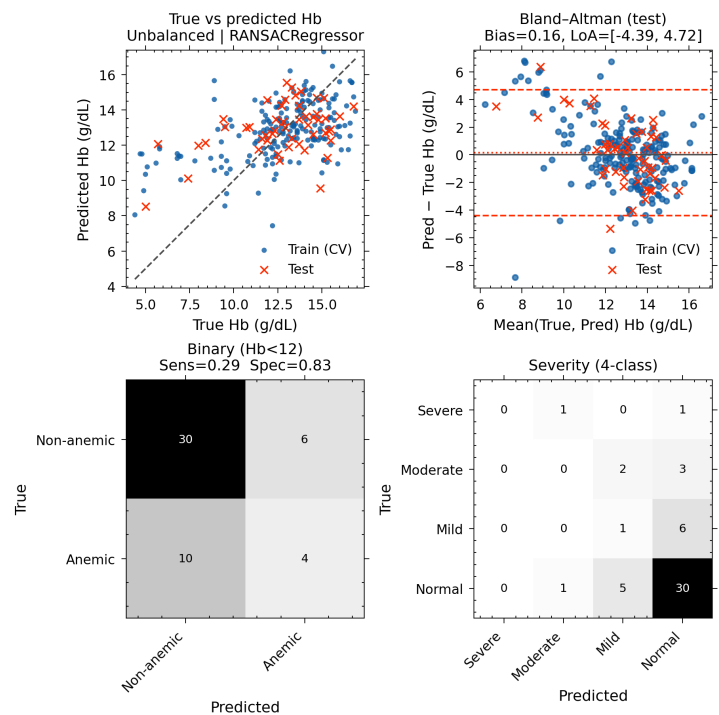 True vs predicted Hb
Unbalanced | RANSACRegressor
Predicted Hb (g/dL)
16
14
12
10
8
6
4
5.0
7.5
10.0
12.5
15.0
True Hb (g/dL)
Train (CV)
Test
Bland–Altman (test)
Bias=0.16, LoA=[-4.39, 4.72]
Pred − True Hb (g/dL)
6
4
2
0
−2
−4
−6
−8
6
8
10
12
14
16
Mean(True, Pred) Hb (g/dL)
Train (CV)
Test
Binary (Hb<12)
Sens=0.29 Spec=0.83
True
Non-anemic
30
6
Anemic
10
4
Non-anemic
Anemic
Predicted
Severity (4-class)
True
Severe
0
1
0
1
Moderate
0
0
2
3
Mild
0
0
1
6
Normal
0
1
5
30
Severe
Moderate
Mild
Normal
Predicted